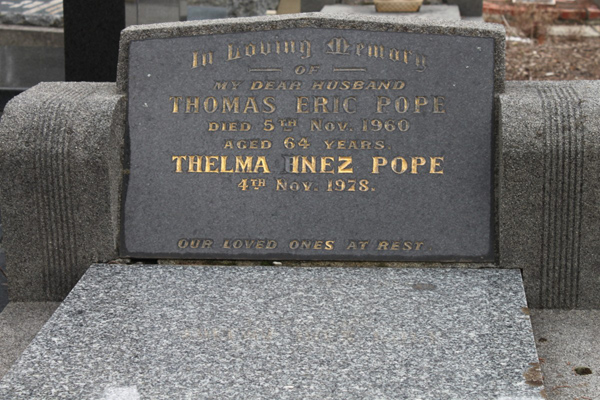 In Loving Memory
OF
MY DEAR HUSBAND
THOMAS ERIC POPE
DIED 5TH NOV. 1960
AGED 64 YEARS.
THELMA INEZ POPE
4TH NOV. 1978.
OUR LOVED ONES AT REST